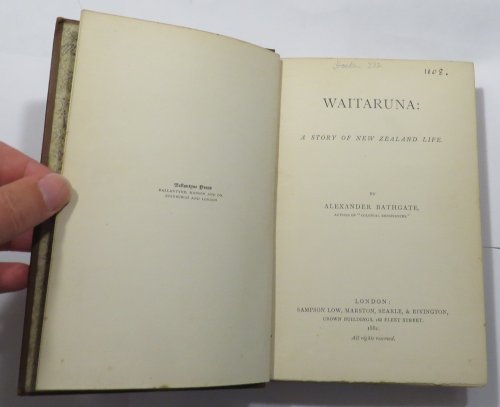 Ballantyne Press
BALLANTYNE, HANSON AND CO.
EDINBURGH AND LONDON
1808.
WAITARUNA:
A STORY OF NEW ZEALAND LIFE.
BY
ALEXANDER BATHGATE,
AUTHOR OF "COLONIAL EXPERIENCES."
LONDON:
SAMPSON LOW, MARSTON, SEARLE, & RIVINGTON,
CROWN BUILDINGS, 188 FLEET STREET.
1881.
All rights reserved.